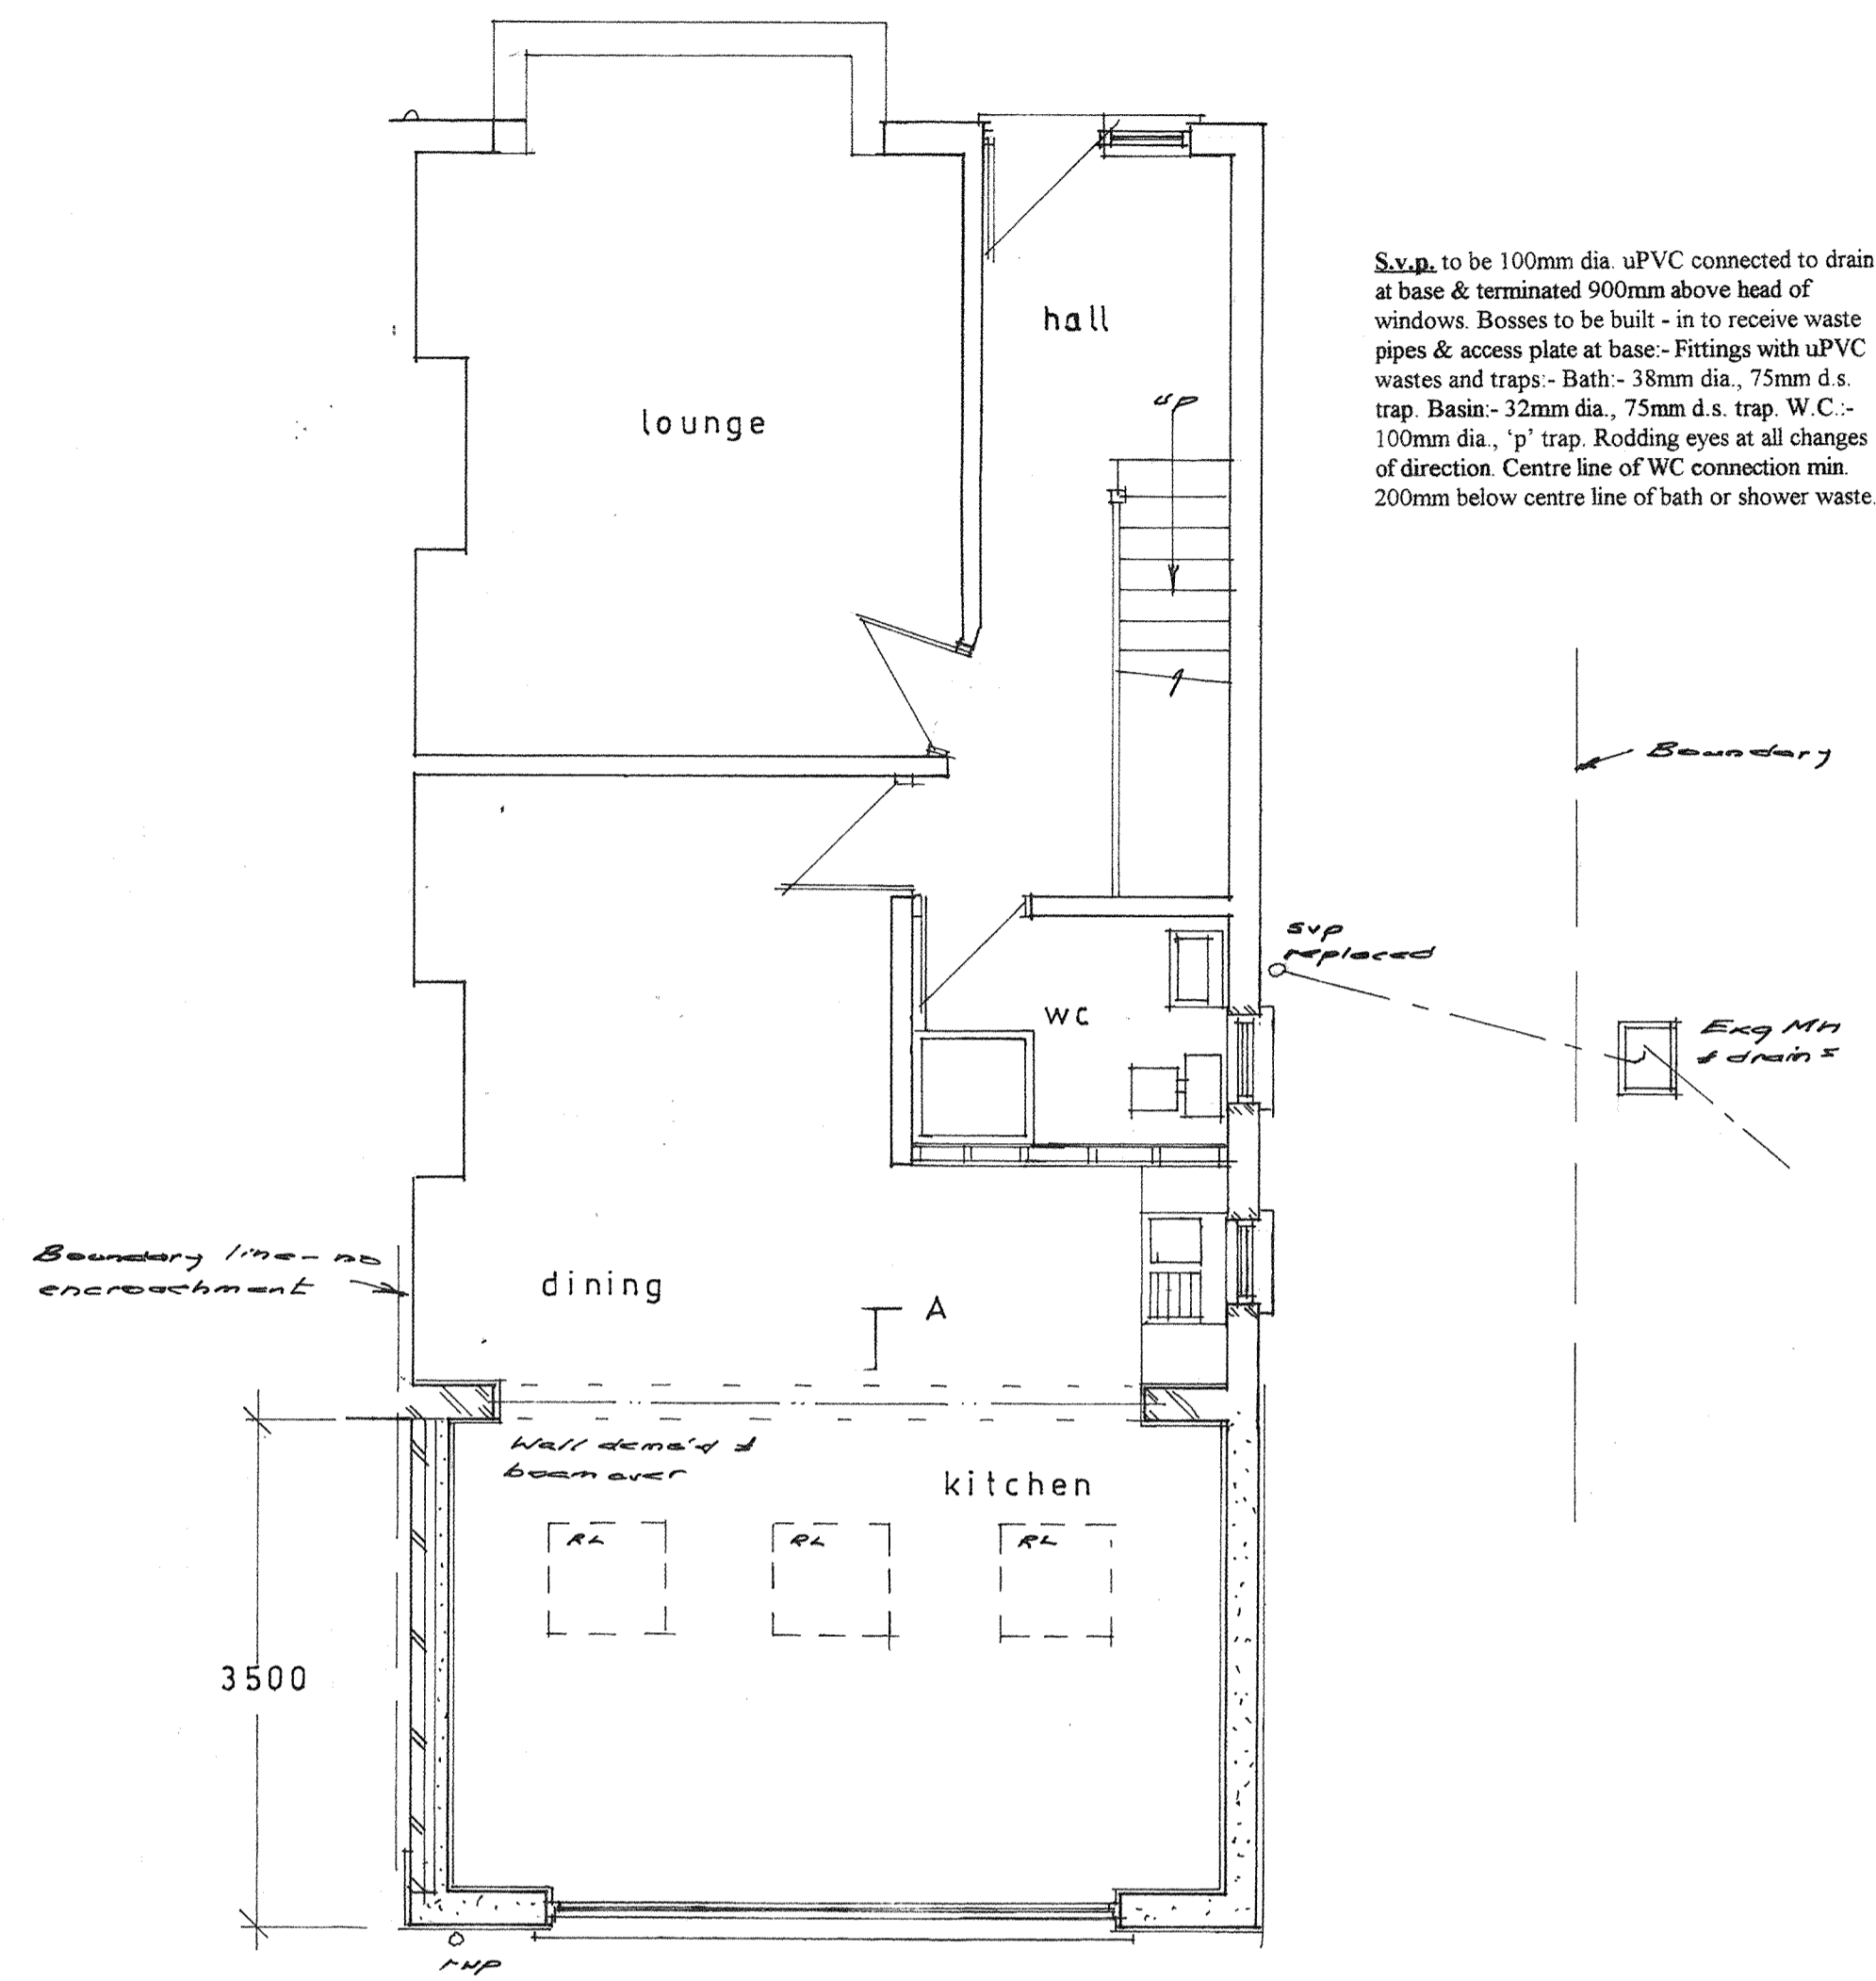 S.v.p. to be 100mm dia. uPVC connected to drain
at base & terminated 900mm above head of
windows. Bosses to be built - in to receive waste
pipes & access plate at base:- Fittings with uPVC
wastes and traps:- Bath:- 38mm dia., 75mm d.s.
trap. Basin:- 32mm dia., 75mm d.s. trap. W.C.:-
100mm dia., ‘p’ trap. Rodding eyes at all changes
of direction. Centre line of WC connection min.
200mm below centre line of bath or shower waste.
hall
up
lounge
Boundary
svp
replaced
wc
Exg MH
& drains
Boundary line - no
encroachment
dining
A
Wall demo'd &
beam over
kitchen
RL
RL
RL
3500
rwp